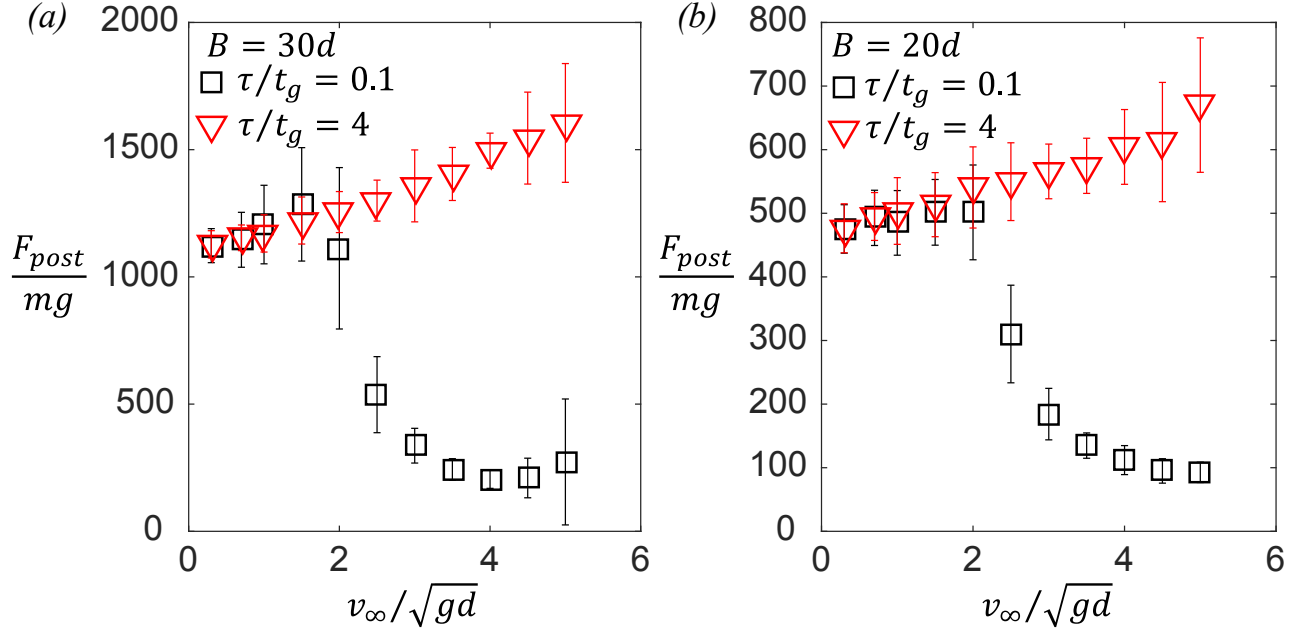 (a)
B = 30d
τ/t_g = 0.1
τ/t_g = 4
2000
1500
1000
500
0
F_post/mg
0 2 4 6
v_∞/√gd
(b)
B = 20d
τ/t_g = 0.1
τ/t_g = 4
800
700
600
500
400
300
200
100
0
F_post/mg
0 2 4 6
v_∞/√gd